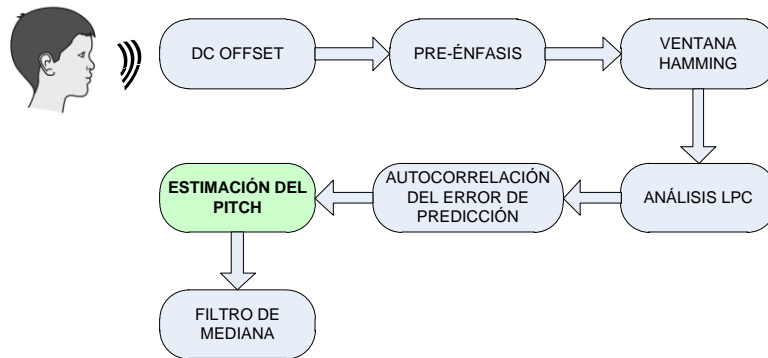 DC OFFSET
PRE-ÉNFASIS
VENTANA
HAMMING
ANÁLISIS LPC
AUTOCORRELACIÓN
DEL ERROR DE
PREDICCIÓN
ESTIMACIÓN DEL
PITCH
FILTRO DE
MEDIANA